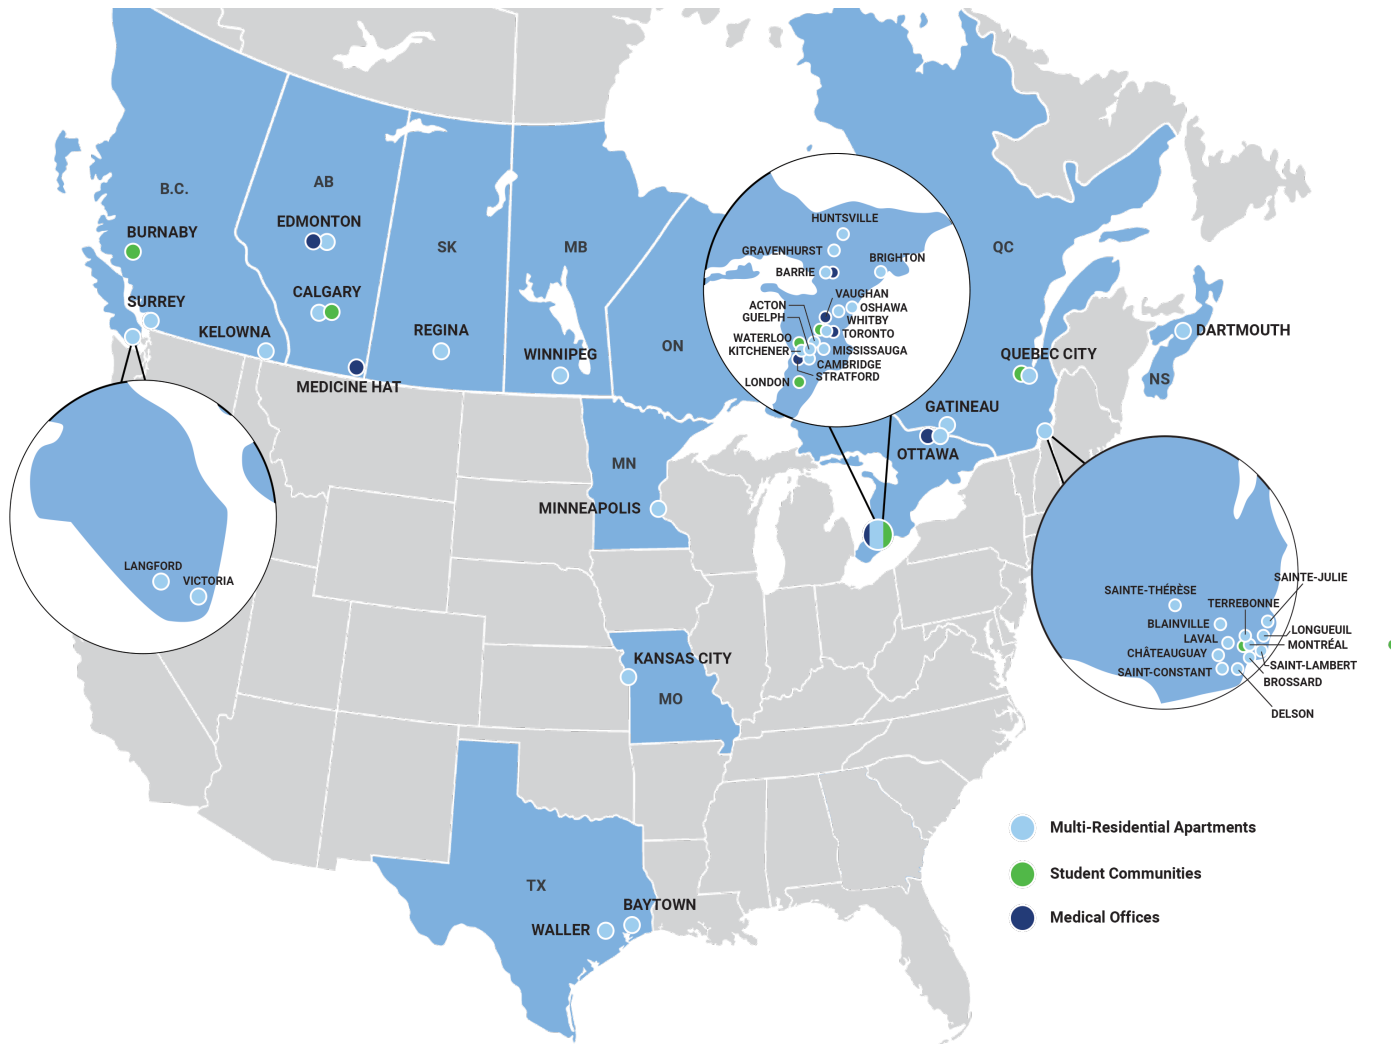 B.C.
AB
SK
MB
ON
QC
NS
BURNABY
EDMONTON
SURREY
CALGARY
KELOWNA
REGINA
WINNIPEG
MEDICINE HAT
HUNTSVILLE
GRAVENHURST
BRIGHTON
BARRIE
VAUGHAN
ACTON
OSHAWA
GUELPH
WHITBY
TORONTO
WATERLOO
KITCHENER
MISSISSAUGA
CAMBRIDGE
STRATFORD
LONDON
DARTMOUTH
QUEBEC CITY
GATINEAU
OTTAWA
MN
MINNEAPOLIS
LANGFORD
VICTORIA
SAINTE-JULIE
SAINTE-THÉRÈSE
TERREBONNE
BLAINVILLE
LONGUEUIL
LAVAL
MONTRÉAL
CHÂTEAUGUAY
SAINT-LAMBERT
SAINT-CONSTANT
BROSSARD
DELSON
KANSAS CITY
MO
TX
BAYTOWN
WALLER
Multi-Residential Apartments
Student Communities
Medical Offices